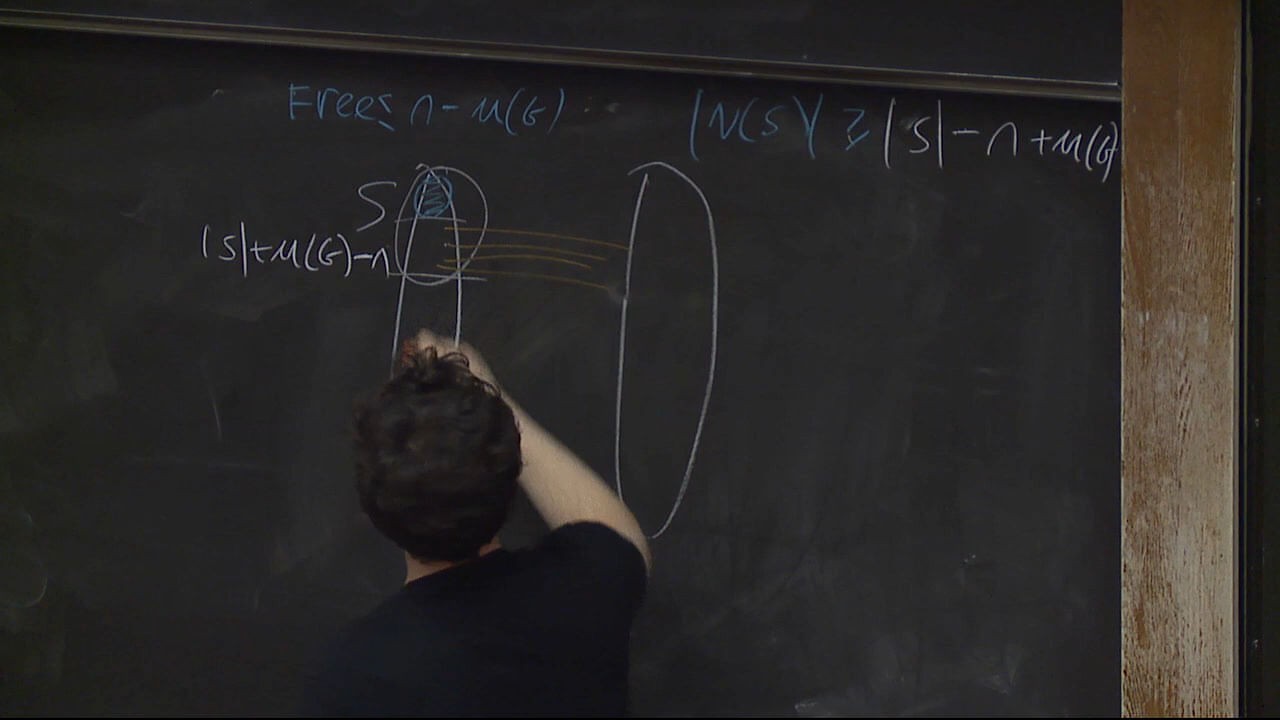 Free ≤ n - μ(G)
|N(S)| ≥ |S| - n + μ(G)
S
|S| + μ(G) - n